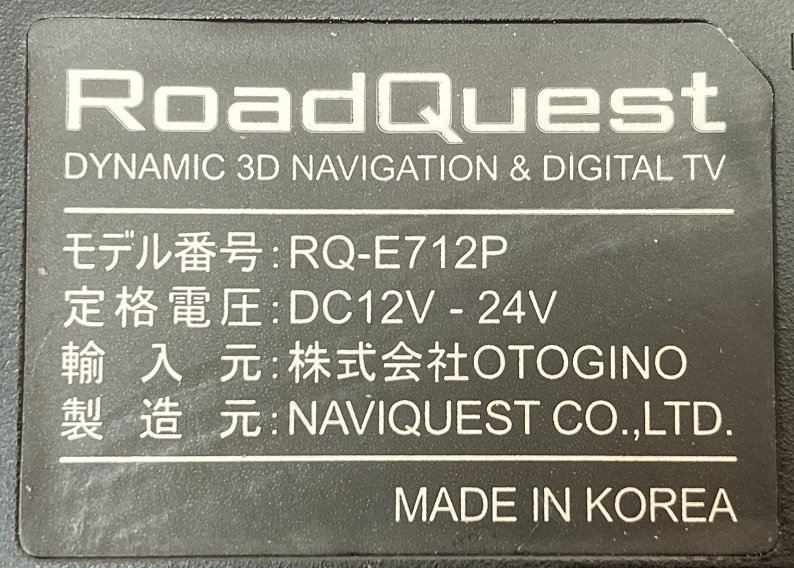 RoadQuest
DYNAMIC 3D NAVIGATION & DIGITAL TV
モデル番号:RQ-E712P
定格電圧:DC12V - 24V
輸入元:株式会社OTOGINO
製造元:NAVIQUEST CO.,LTD.
MADE IN KOREA